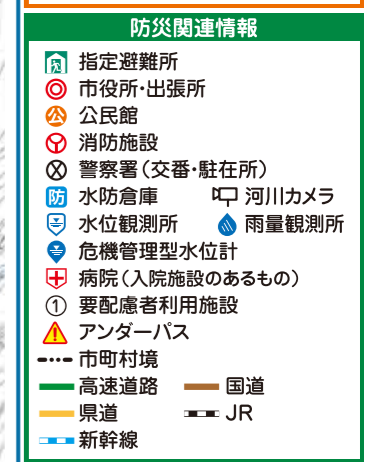 防災関連情報
指定避難所
市役所・出張所
公 公民館
消防施設
警察署（交番・駐在所）
防 水防倉庫 河川カメラ
水位観測所 雨量観測所
危機管理型水位計
病院（入院施設のあるもの）
① 要配慮者利用施設
アンダーパス
市町村境
高速道路 国道
県道 JR
新幹線